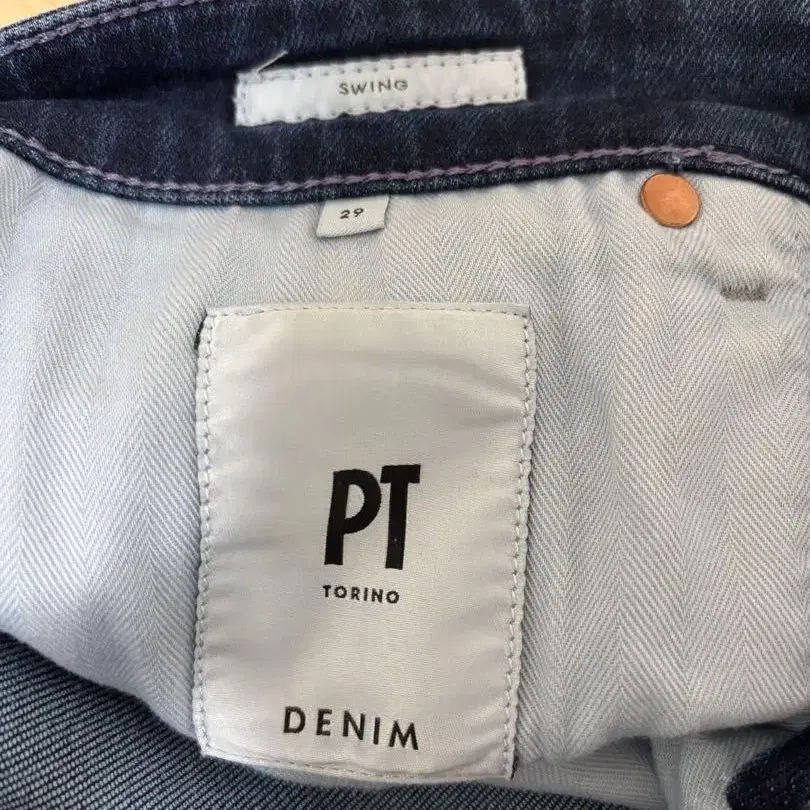 SWING
29
PT
TORINO
DENIM